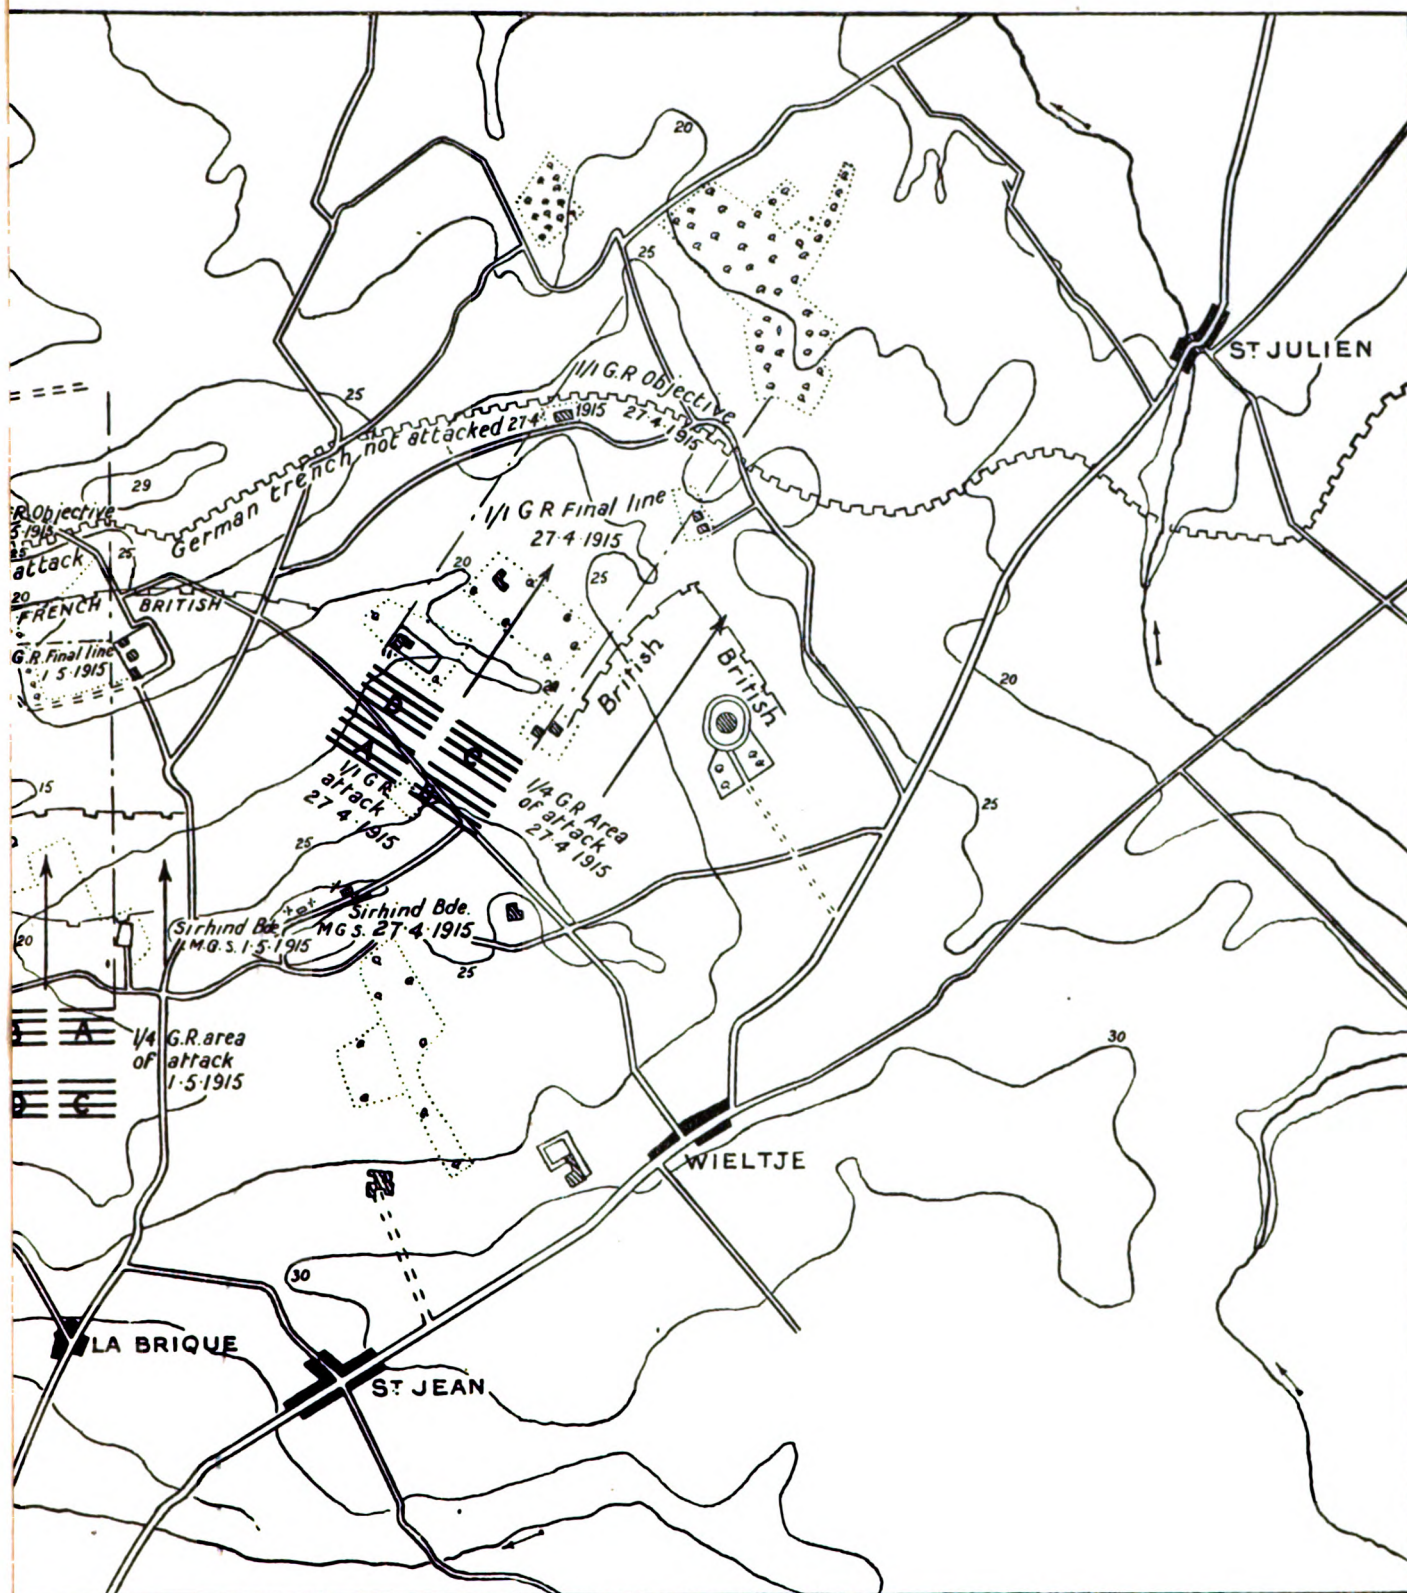 20
25
ST JULIEN
1/1 G.R Objective
27·4·1915
25
German trench not attacked 27·4·1915
29
R. Objective
5·1915
25
attack
25
1/1 G R Final line
27·4·1915
20
25
20
FRENCH
BRITISH
G.R. Final line
1·5·1915
British
British
20
B
A
C
1/1 G R
attack
27·4·1915
1/4 G.R Area
of attack
27·4·1915
15
25
25
Sirhind Bde.
M G S. 27·4·1915
Sirhind Bde
M.G.S. 1·5·1915
20
25
A
1/4 G.R. area
of attack
1·5·1915
D
C
30
WIELTJE
30
LA BRIQUE
ST JEAN